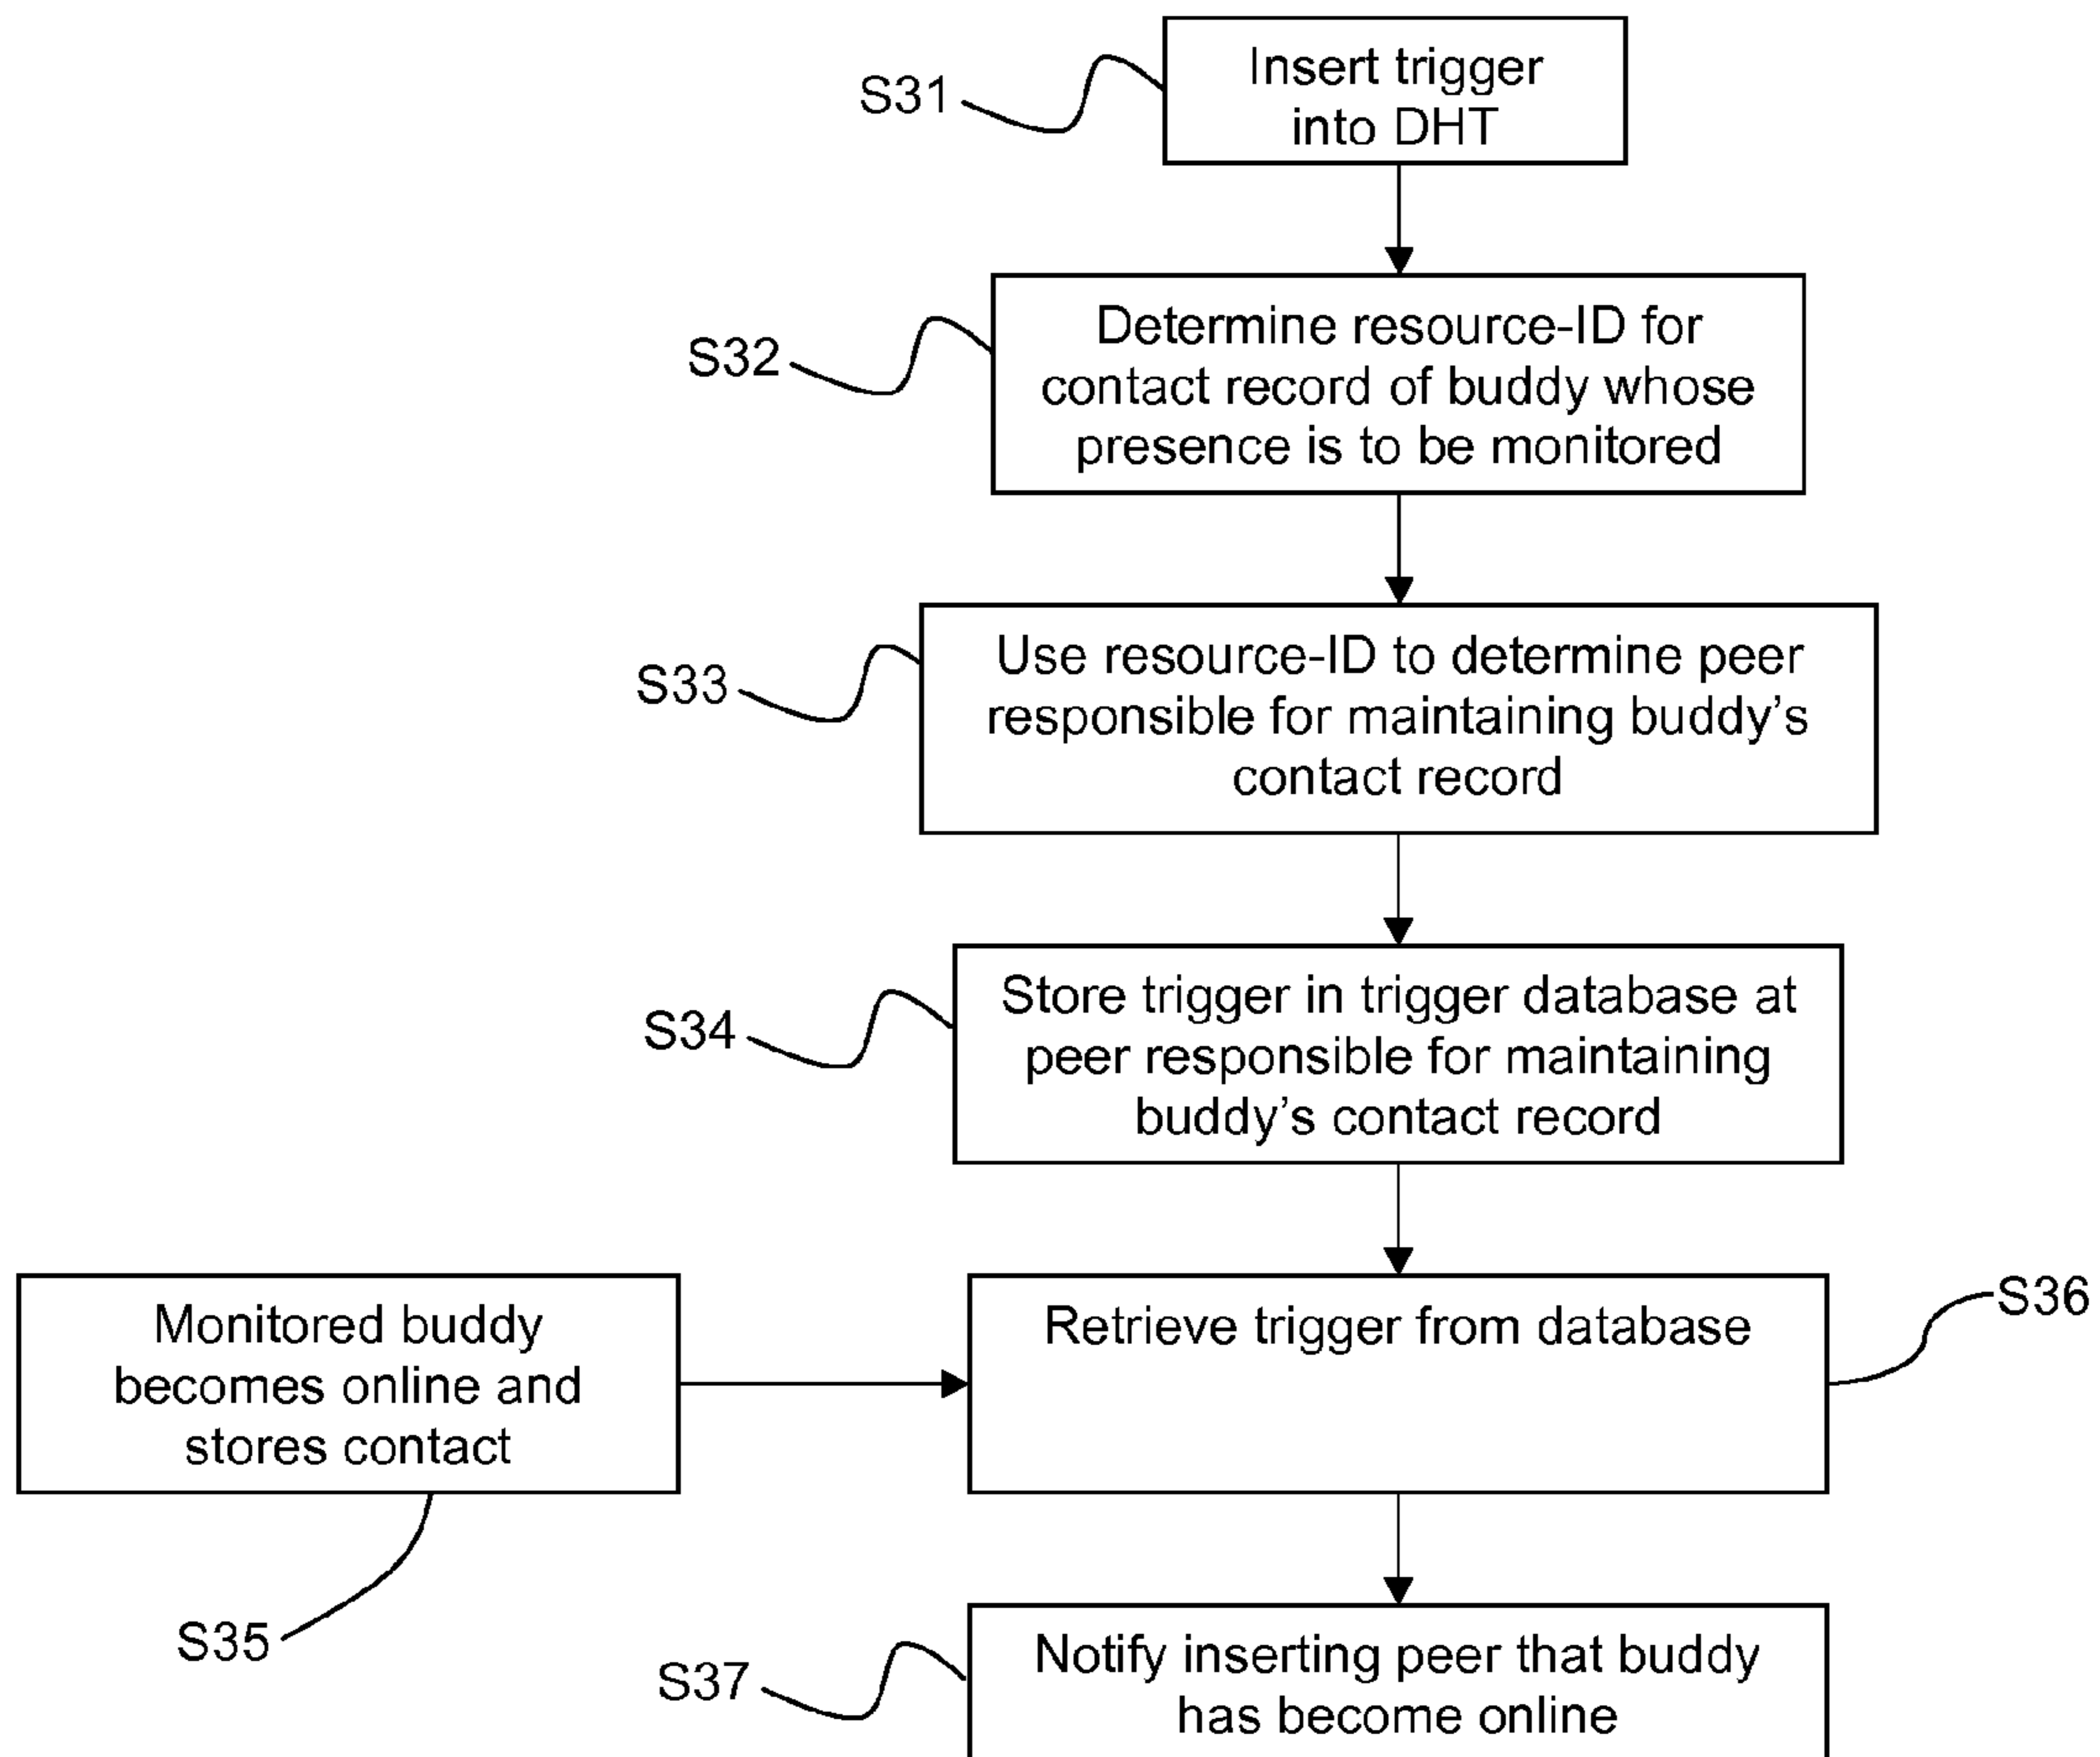 S31
Insert trigger
into DHT
S32
Determine resource-ID for
contact record of buddy whose
presence is to be monitored
S33
Use resource-ID to determine peer
responsible for maintaining buddy's
contact record
S34
Store trigger in trigger database at
peer responsible for maintaining
buddy's contact record
Monitored buddy
becomes online and
stores contact
S35
Retrieve trigger from database
S36
S37
Notify inserting peer that buddy
has become online